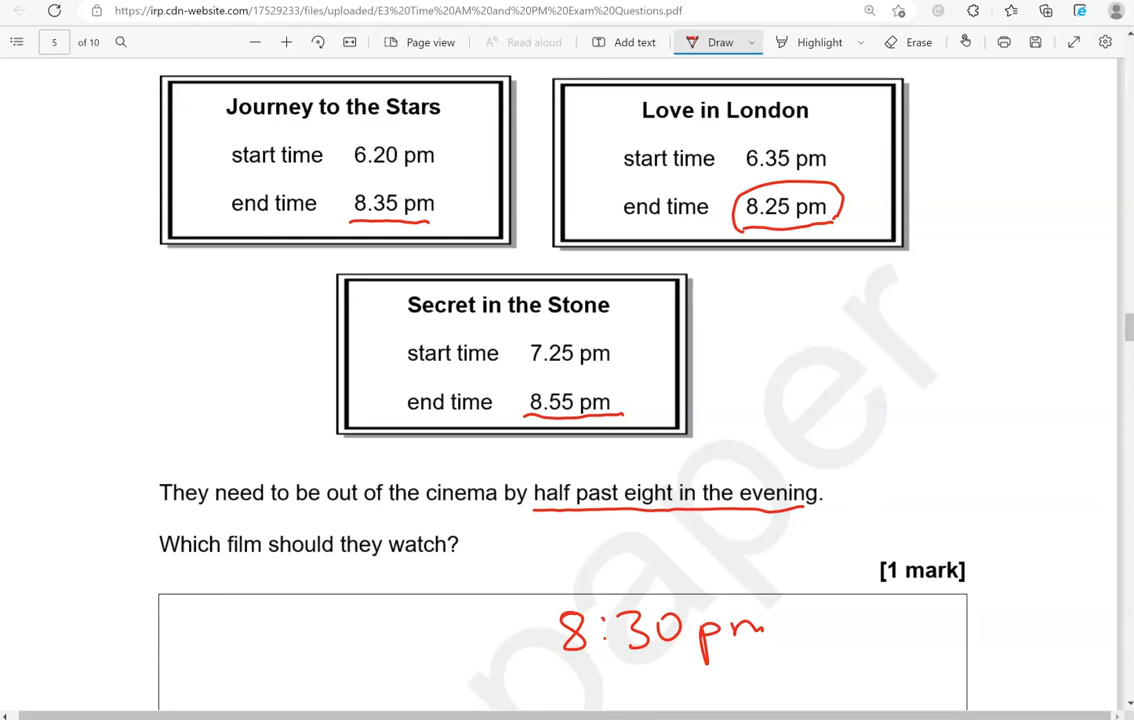 https://irp.cdn-website.com/17529233/files/uploaded/E3%20Time%20AM%20and%20PM%20Exam%20Questions.pdf
5 of 10
Page view
Read aloud
Add text
Draw
Highlight
Erase
Journey to the Stars
start time 6.20 pm
end time 8.35 pm
Love in London
start time 6.35 pm
end time 8.25 pm
Secret in the Stone
start time 7.25 pm
end time 8.55 pm
They need to be out of the cinema by half past eight in the evening.
Which film should they watch?
[1 mark]
8:30 pm
paper